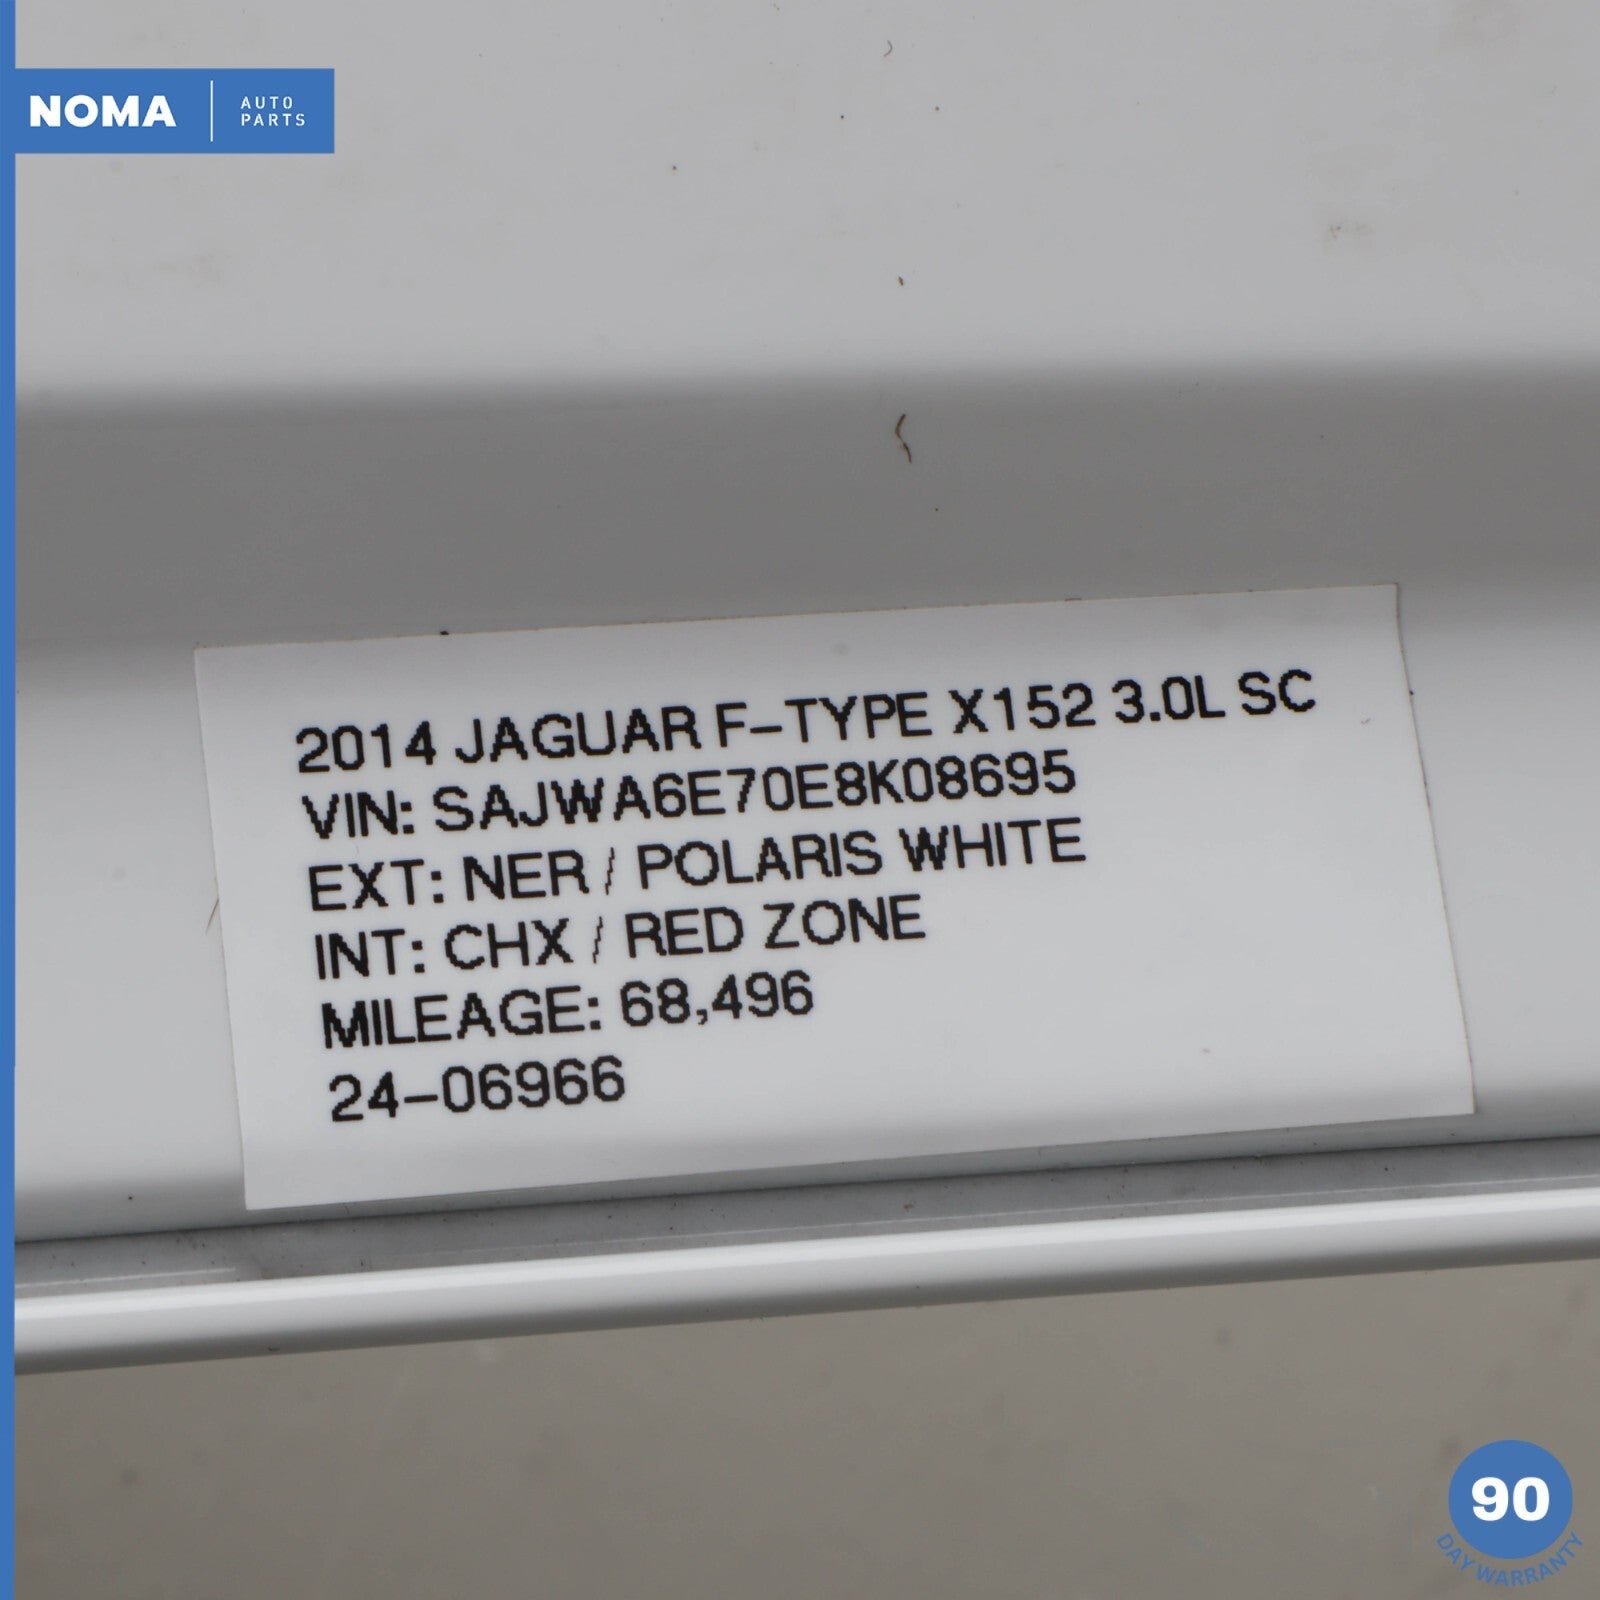 NOMA
AUTO
PARTS
2014 JAGUAR F-TYPE X152 3.0L SC
VIN: SAJWA6E70E8K08695
EXT: NER / POLARIS WHITE
INT: CHX / RED ZONE
MILEAGE: 68,496
24-06966
90
DAY WARRANTY